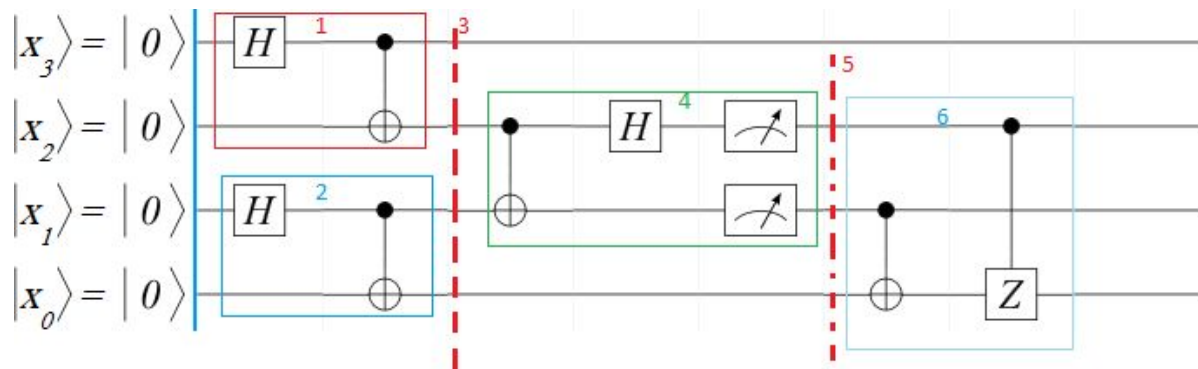 1 3
|x₃⟩= | 0 ⟩ H
5
4
|x₂⟩= | 0 ⟩ H 6
2
|x₁⟩= | 0 ⟩ H
|x₀⟩= | 0 ⟩ Z